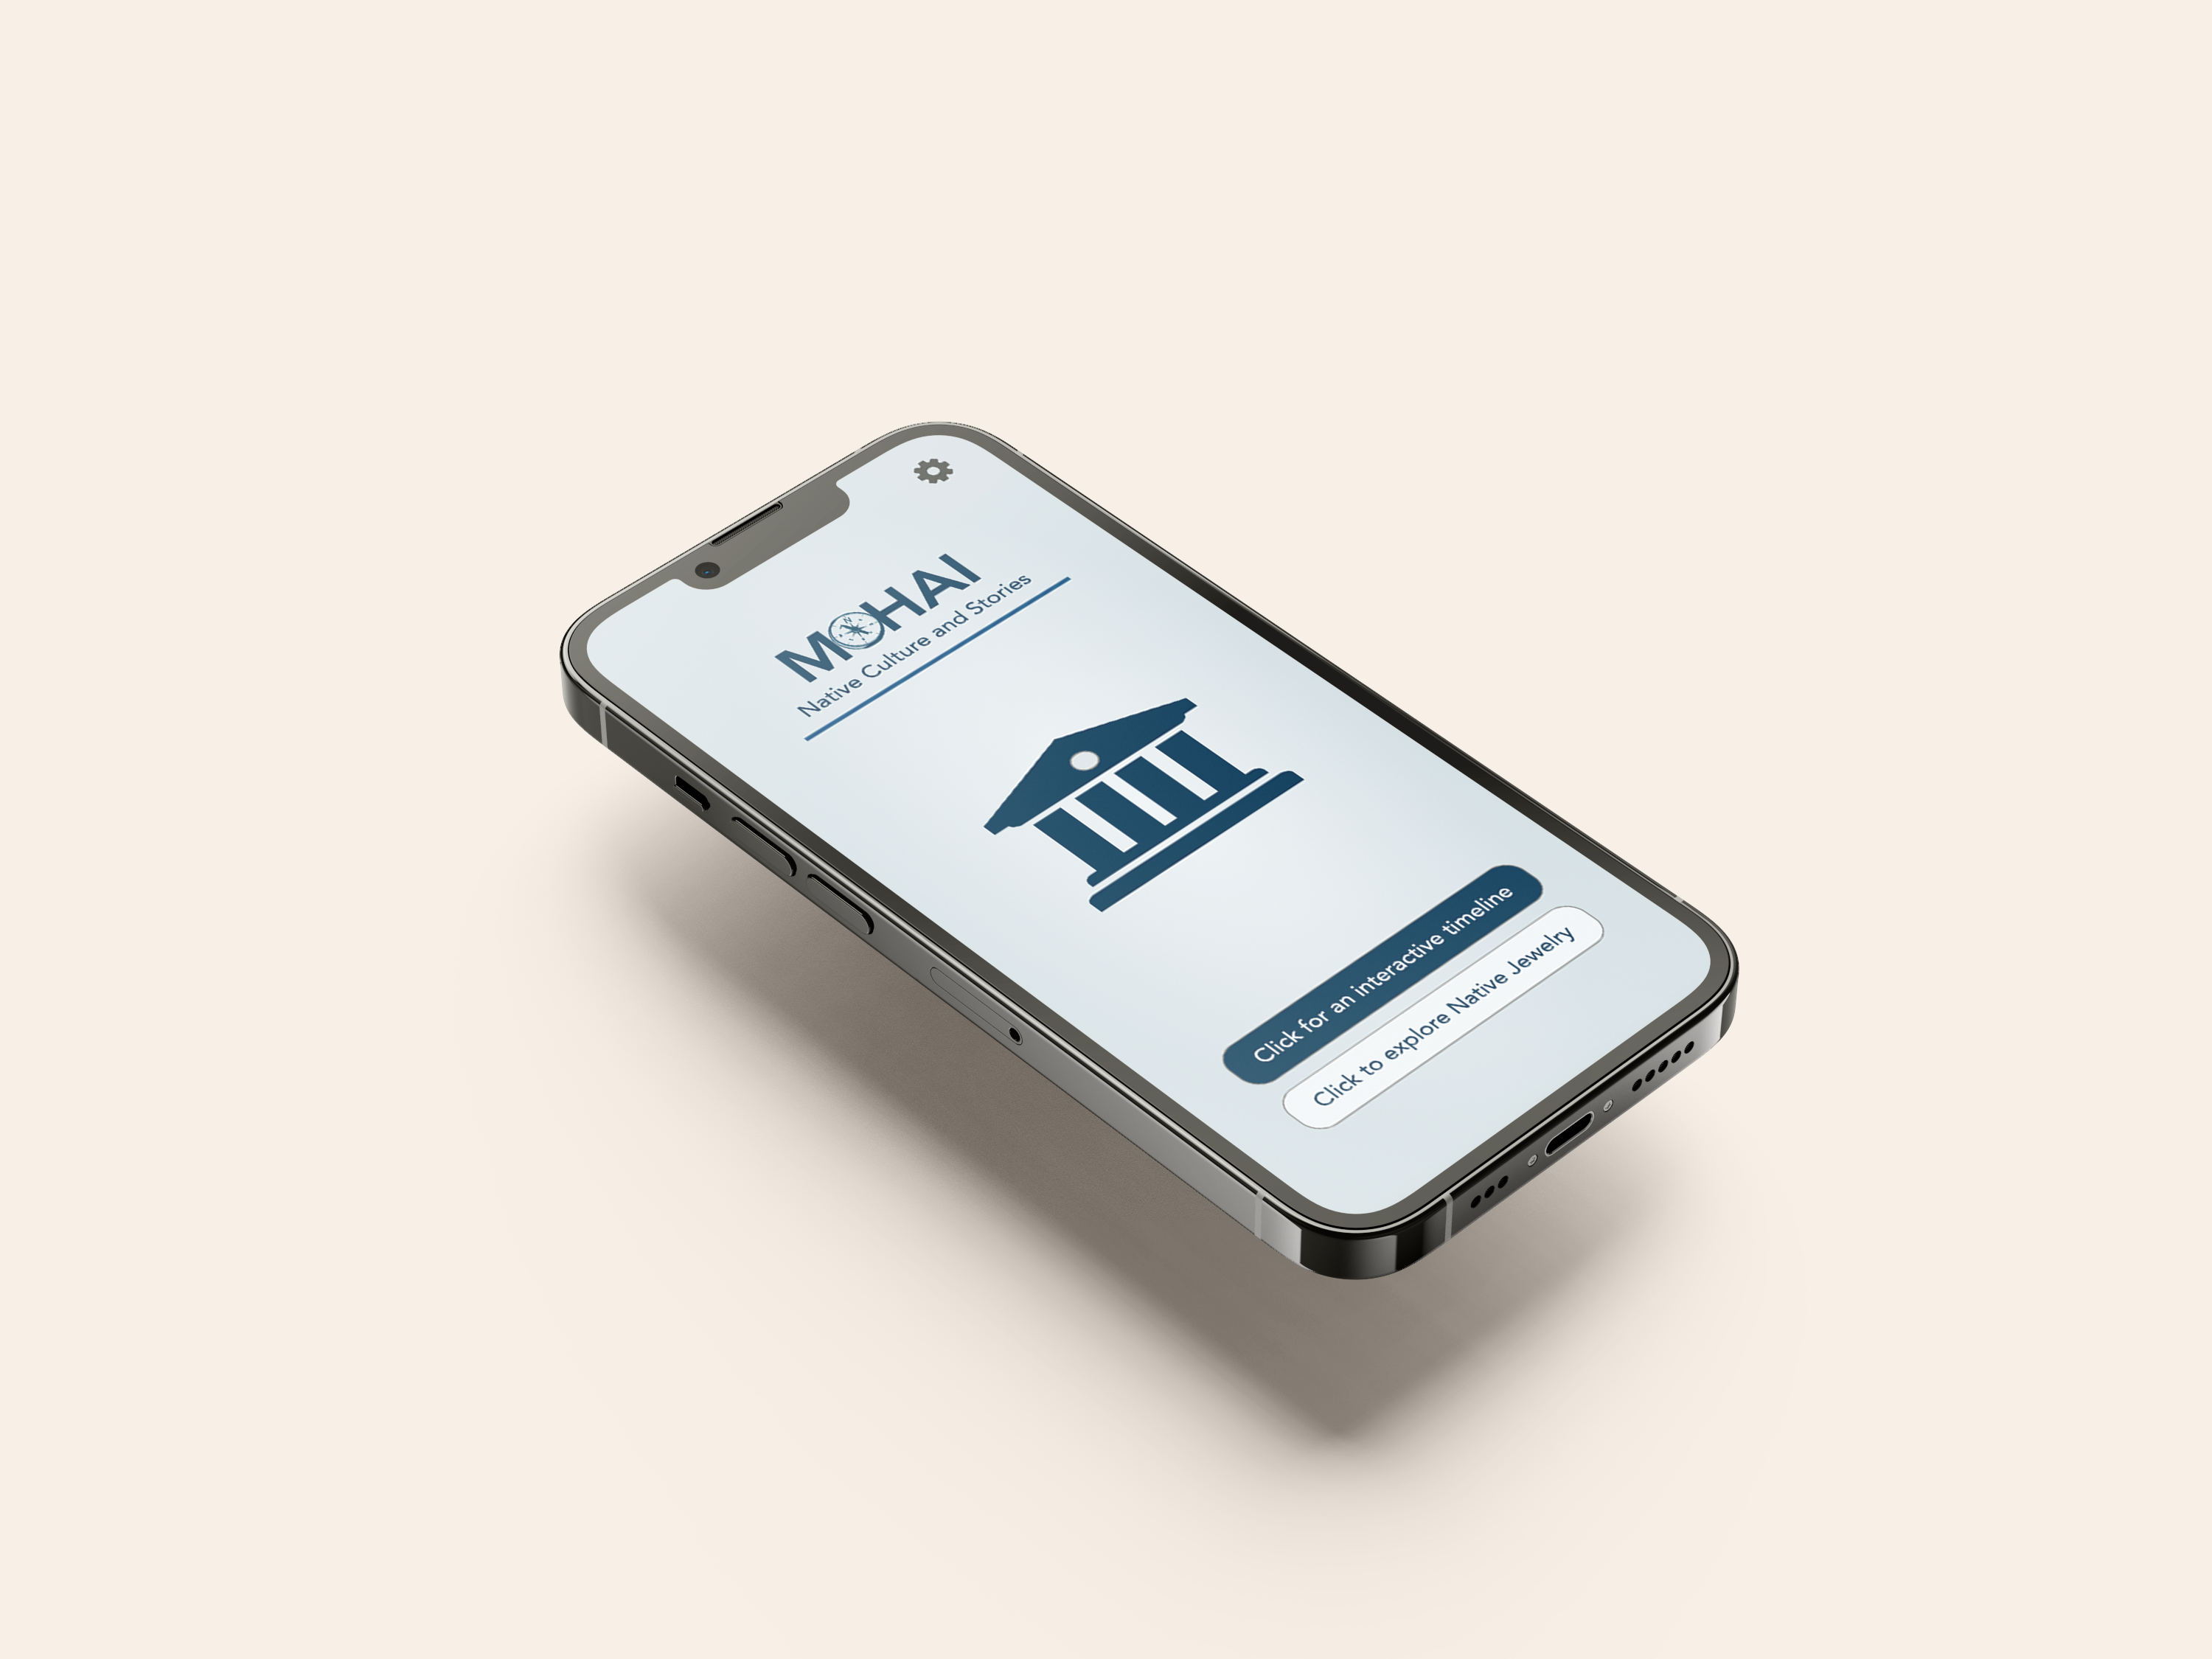 MOHAI
Native Culture and Stories
Click for an interactive timeline
Click to explore Native Jewelry